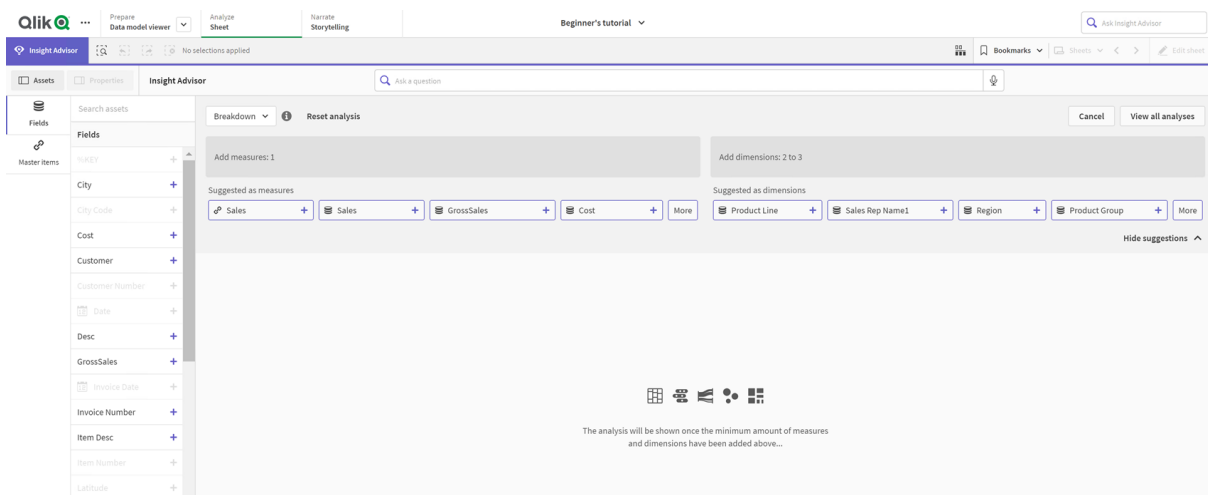 Qlik
Prepare
Data model viewer
Analyze
Sheet
Narrate
Storytelling
Beginner's tutorial
Ask Insight Advisor
Insight Advisor
No selections applied
Bookmarks
Sheets
Edit sheet
Assets
Properties
Insight Advisor
Ask a question
Fields
Master items
Search assets
Fields
%KEY
City
City Code
Cost
Customer
Customer Number
Date
Desc
GrossSales
Invoice Date
Invoice Number
Item Desc
Item Number
Latitude
Breakdown
Reset analysis
Cancel
View all analyses
Add measures: 1
Add dimensions: 2 to 3
Suggested as measures
Sales
Sales
GrossSales
Cost
More
Suggested as dimensions
Product Line
Sales Rep Name1
Region
Product Group
More
Hide suggestions
The analysis will be shown once the minimum amount of measures
and dimensions have been added above...